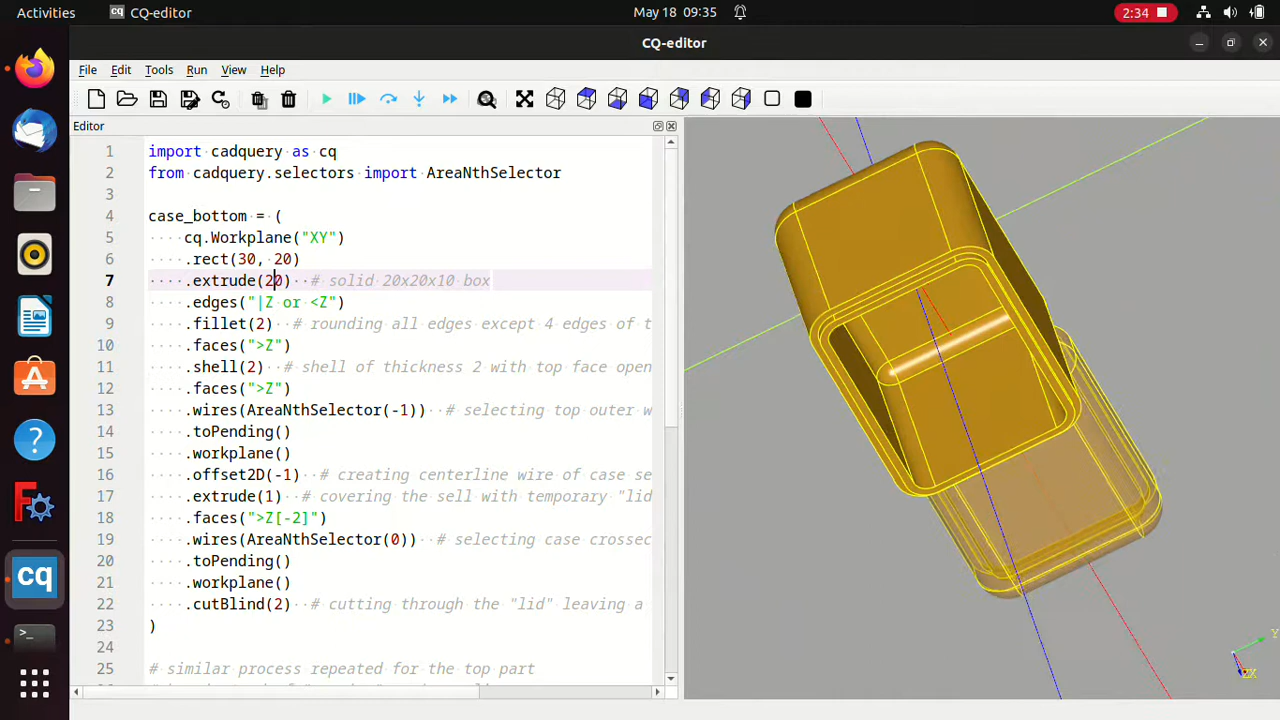 Activities CQ-editor May 18 09:35 2:34
CQ-editor
File Edit Tools Run View Help
Editor
1 import cadquery as cq
2 from cadquery.selectors import AreaNthSelector
3
4 case_bottom = (
5 ····cq.Workplane("XY")
6 ····.rect(30, 20)
7 ····.extrude(20)··# solid 20x20x10 box
8 ····.edges("|Z or <Z")
9 ····.fillet(2)··# rounding all edges except 4 edges of t
10 ····.faces(">Z")
11 ····.shell(2)··# shell of thickness 2 with top face open
12 ····.faces(">Z")
13 ····.wires(AreaNthSelector(-1))··# selecting top outer w
14 ····.toPending()
15 ····.workplane()
16 ····.offset2D(-1)··# creating centerline wire of case se
17 ····.extrude(1)··# covering the sell with temporary "lid
18 ····.faces(">Z[-2]")
19 ····.wires(AreaNthSelector(0))··# selecting case crossec
20 ····.toPending()
21 ····.workplane()
22 ····.cutBlind(2)··# cutting through the "lid" leaving a
23 )
24
25 # similar process repeated for the top part
cq
Y
X